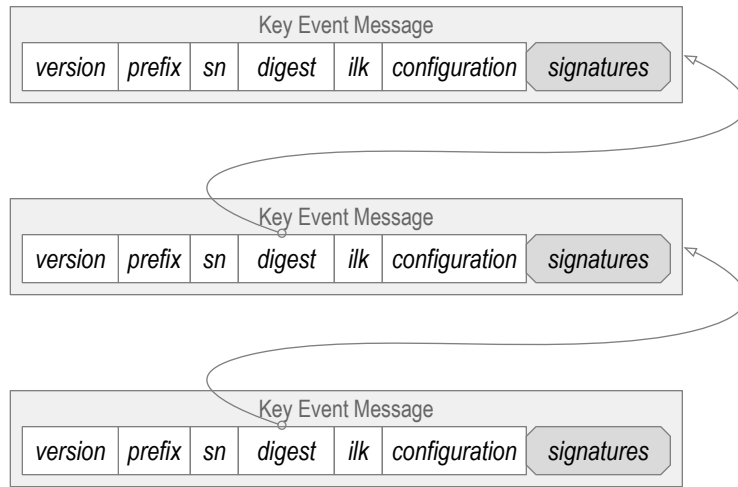 Key Event Message
version prefix sn digest ilk configuration signatures
Key Event Message
version prefix sn digest ilk configuration signatures
Key Event Message
version prefix sn digest ilk configuration signatures